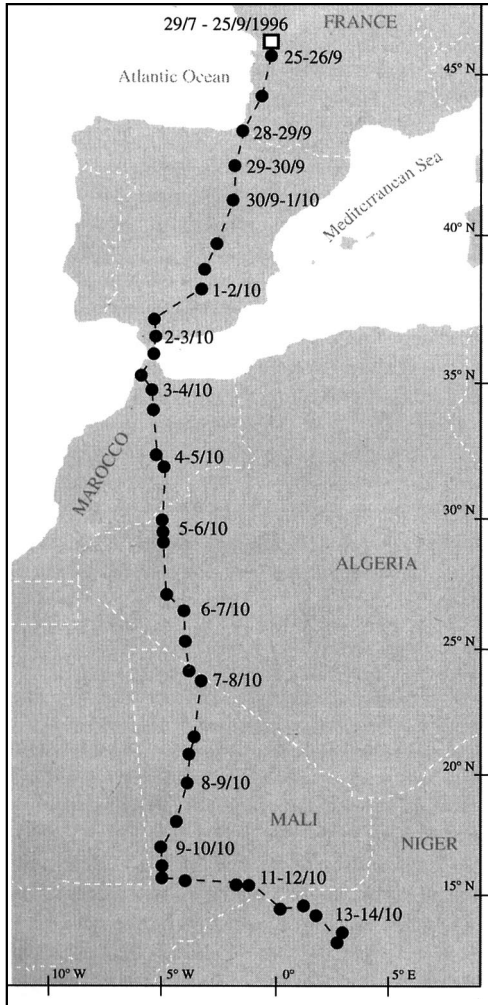 29/7 - 25/9/1996
FRANCE
25-26/9
Atlantic Ocean
45° N
28-29/9
29-30/9
Mediterranean Sea
30/9-1/10
40° N
1-2/10
2-3/10
35° N
3-4/10
MAROCCO
4-5/10
30° N
5-6/10
ALGERIA
6-7/10
25° N
7-8/10
20° N
8-9/10
MALI
NIGER
9-10/10
11-12/10
15° N
13-14/10
10° W
5° W
0°
5° E